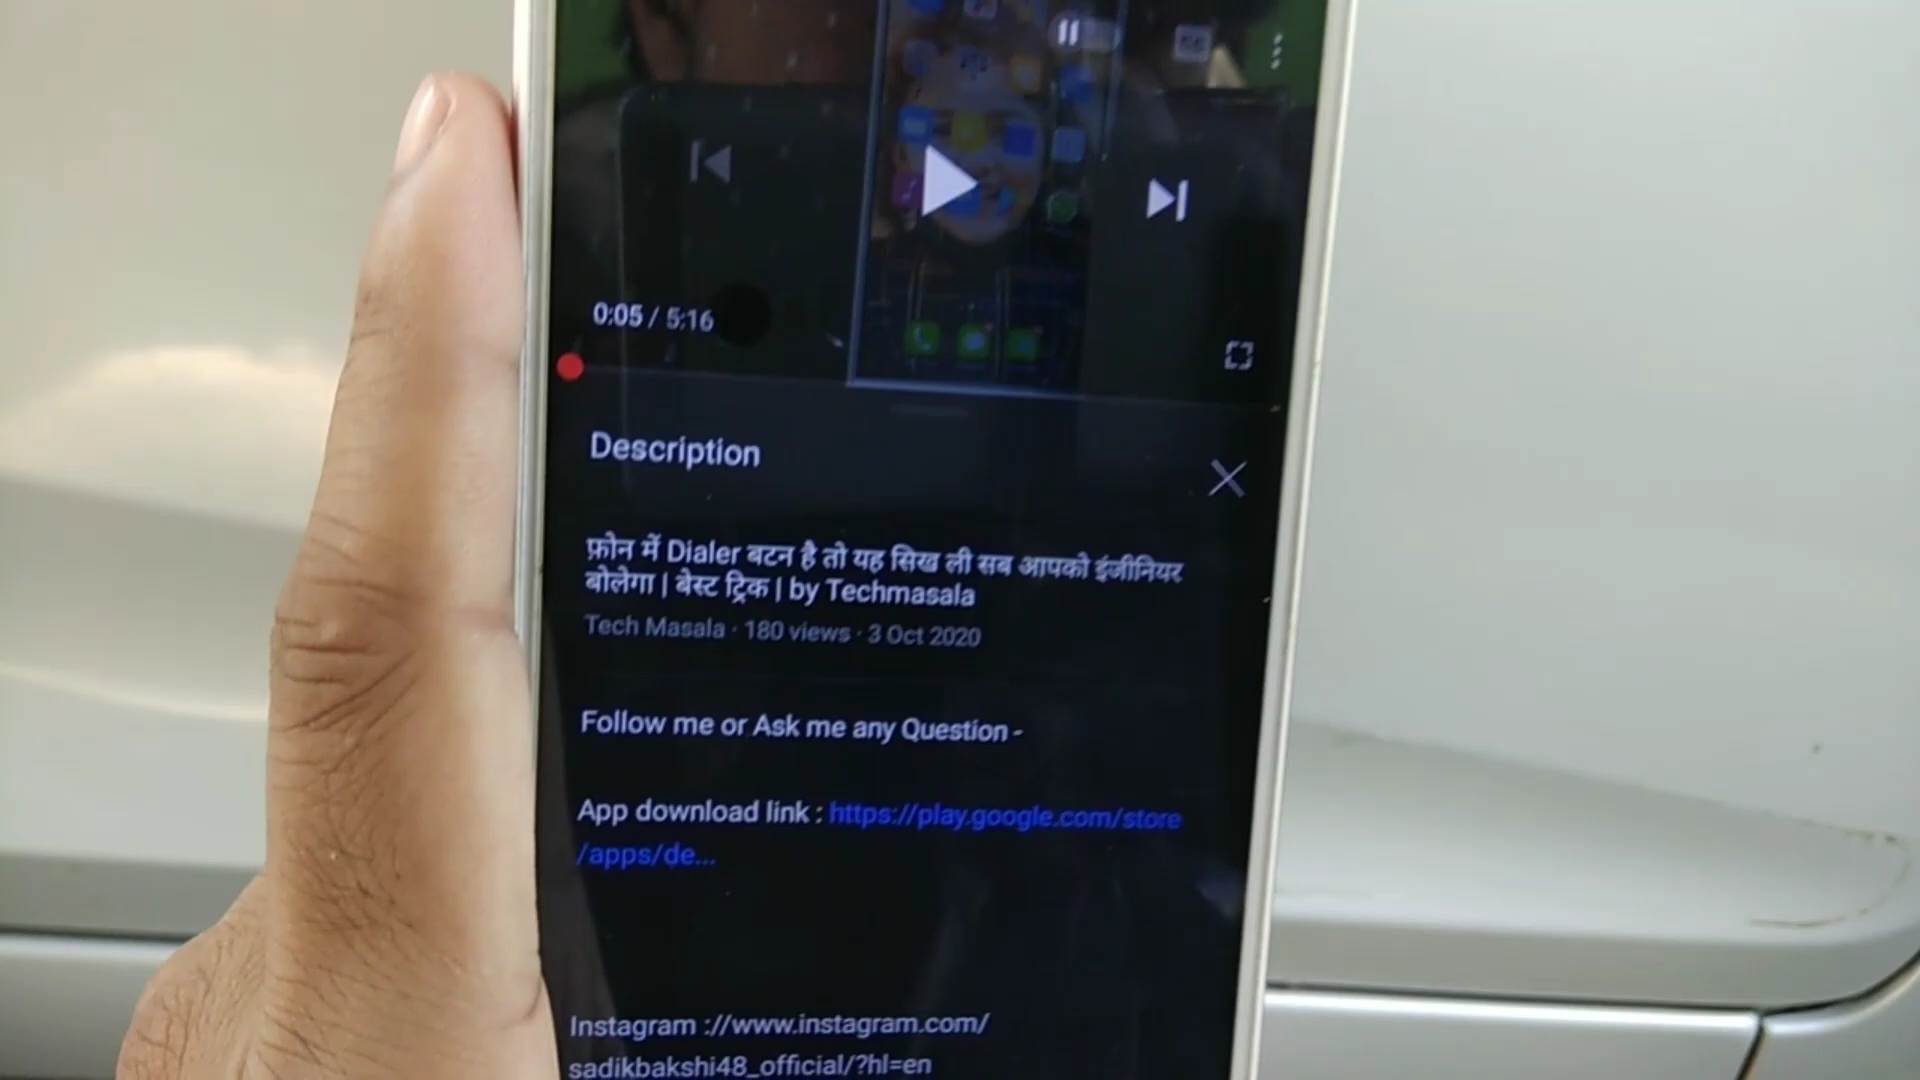 CC
0:05 / 5:16
Description
फ़ोन में Dialer बटन है तो यह सिख ली सब आपको इंजीनियर
बोलेगा | बेस्ट ट्रिक | by Techmasala
Tech Masala · 180 views · 3 Oct 2020
Follow me or Ask me any Question -
App download link : https://play.google.com/store
/apps/de...
Instagram ://www.instagram.com/
sadikbakshi48_official/?hl=en